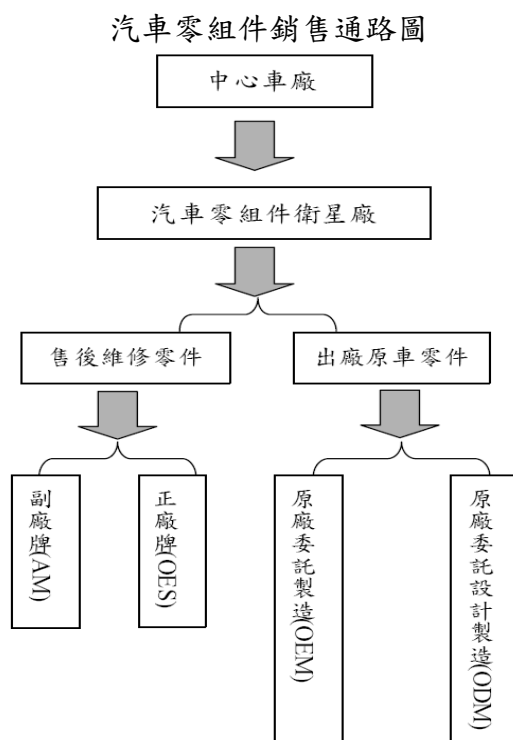 汽車零組件銷售通路圖
中心車廠
汽車零組件衛星廠
售後維修零件
出廠原車零件
副廠牌(AM)
正廠牌(OES)
原廠委託製造(OEM)
原廠委託設計製造(ODM)